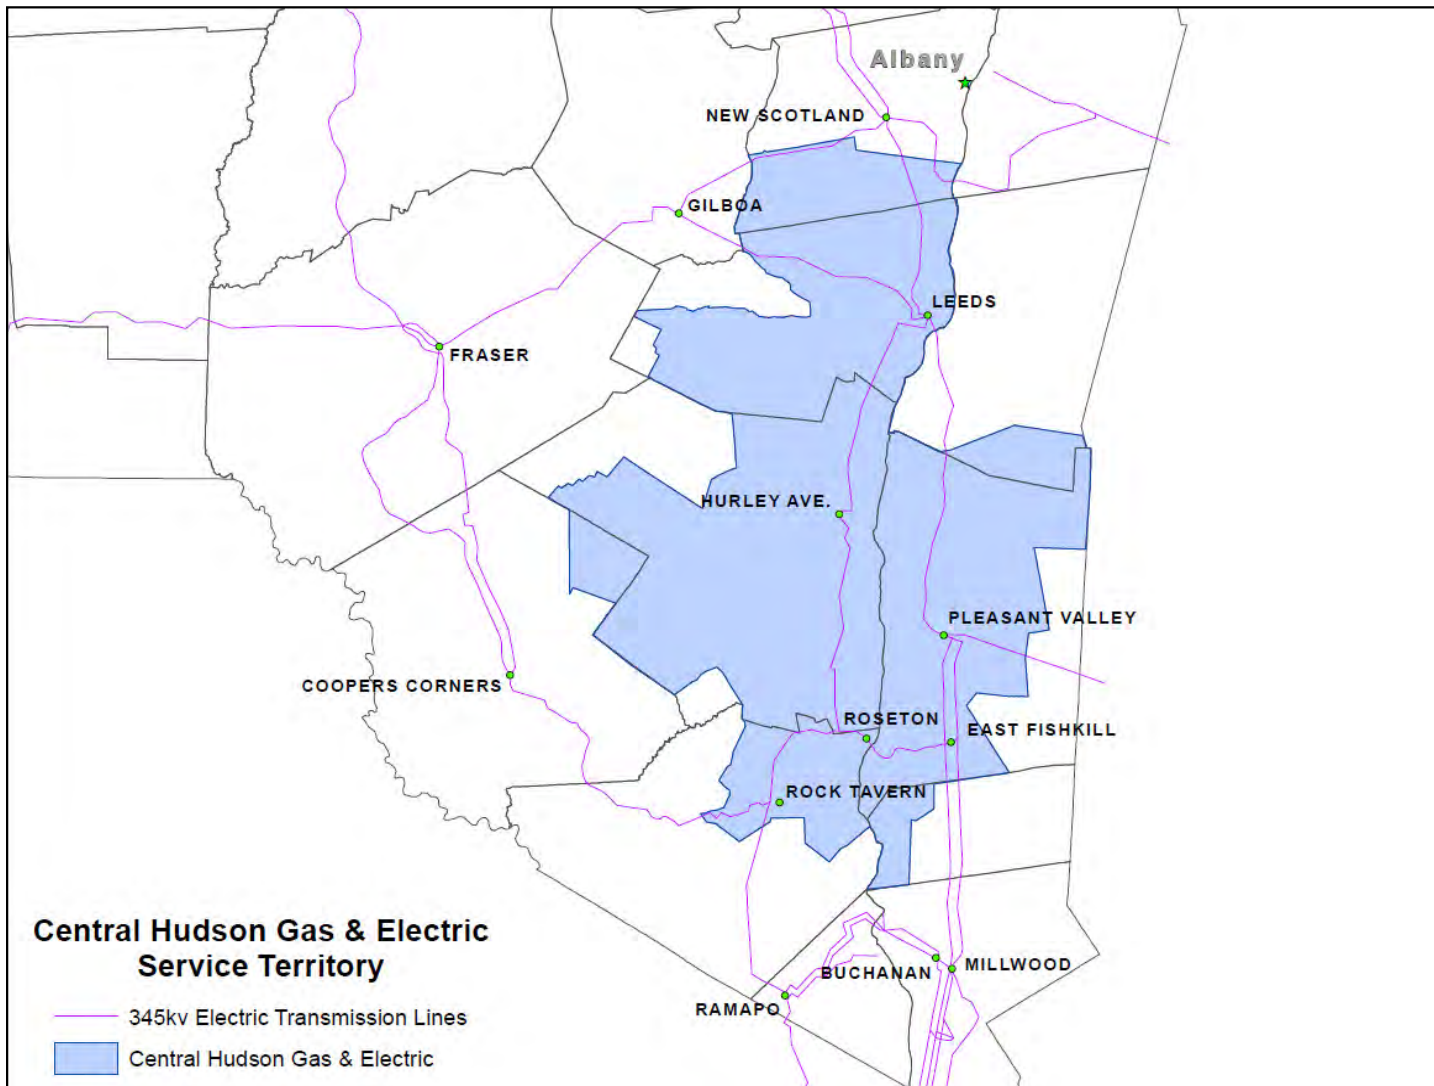 Albany
NEW SCOTLAND
GILBOA
LEEDS
FRASER
HURLEY AVE.
PLEASANT VALLEY
COOPERS CORNERS
ROSETON
EAST FISHKILL
ROCK TAVERN
Central Hudson Gas & Electric
Service Territory
BUCHANAN
MILLWOOD
RAMAPO
345kv Electric Transmission Lines
Central Hudson Gas & Electric